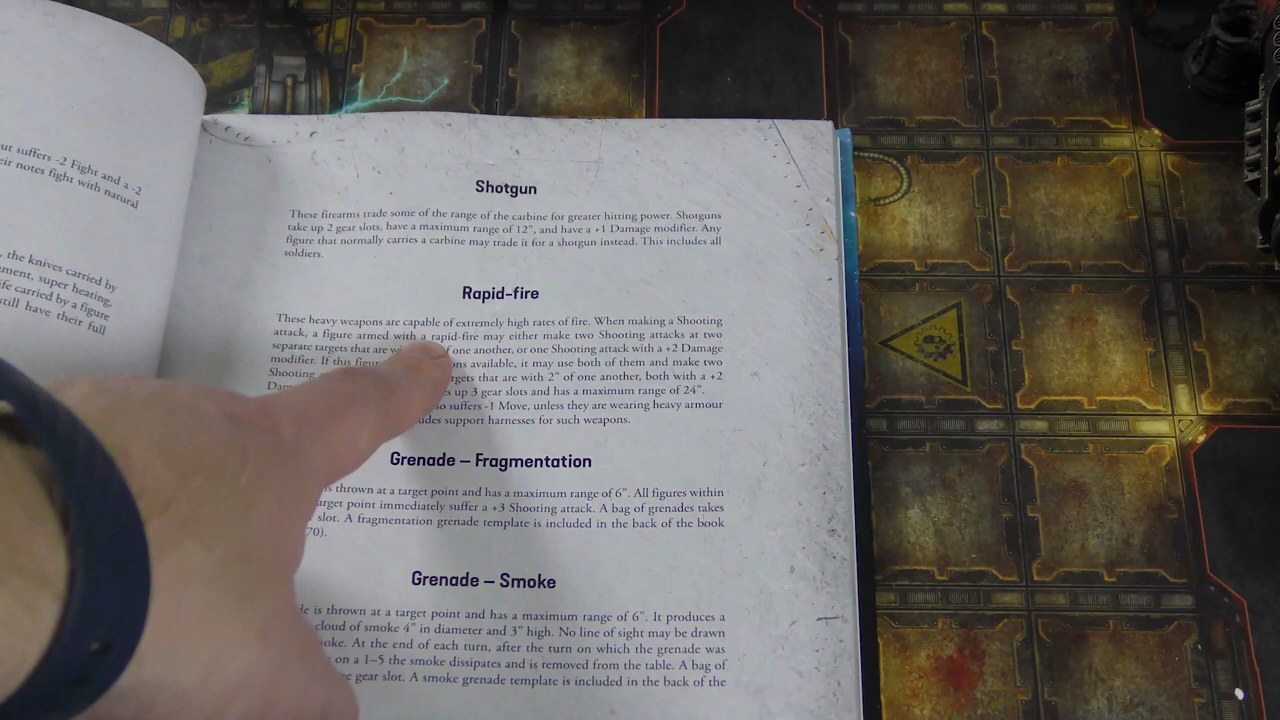 ut suffers -2 Fight and a -2
eir notes fight with natural
, the knives carried by
ment, super heating,
ife carried by a figure
still have their full
Shotgun
These firearms trade some of the range of the carbine for greater hitting power. Shotguns
take up 2 gear slots, have a maximum range of 12", and have a +1 Damage modifier. Any
figure that normally carries a carbine may trade it for a shotgun instead. This includes all
soldiers.
Rapid-fire
These heavy weapons are capable of extremely high rates of fire. When making a Shooting
attack, a figure armed with a rapid-fire may either make two Shooting attacks at two
separate targets that are of one another, or one Shooting attack with a +2 Damage
modifier. If this available, it may use both of them and make two
Shooting that are with 2" of one another, both with a +2
up 3 gear slots and has a maximum range of 24".
suffers -1 Move, unless they are wearing heavy armour
support harnesses for such weapons.
Grenade – Fragmentation
is thrown at a target point and has a maximum range of 6". All figures within
target point immediately suffer a +3 Shooting attack. A bag of grenades takes
slot. A fragmentation grenade template is included in the back of the book
70).
Grenade – Smoke
is thrown at a target point and has a maximum range of 6". It produces a
cloud of smoke 4" in diameter and 3" high. No line of sight may be drawn
At the end of each turn, after the turn on which the grenade was
on a 1–5 the smoke dissipates and is removed from the table. A bag of
gear slot. A smoke grenade template is included in the back of the